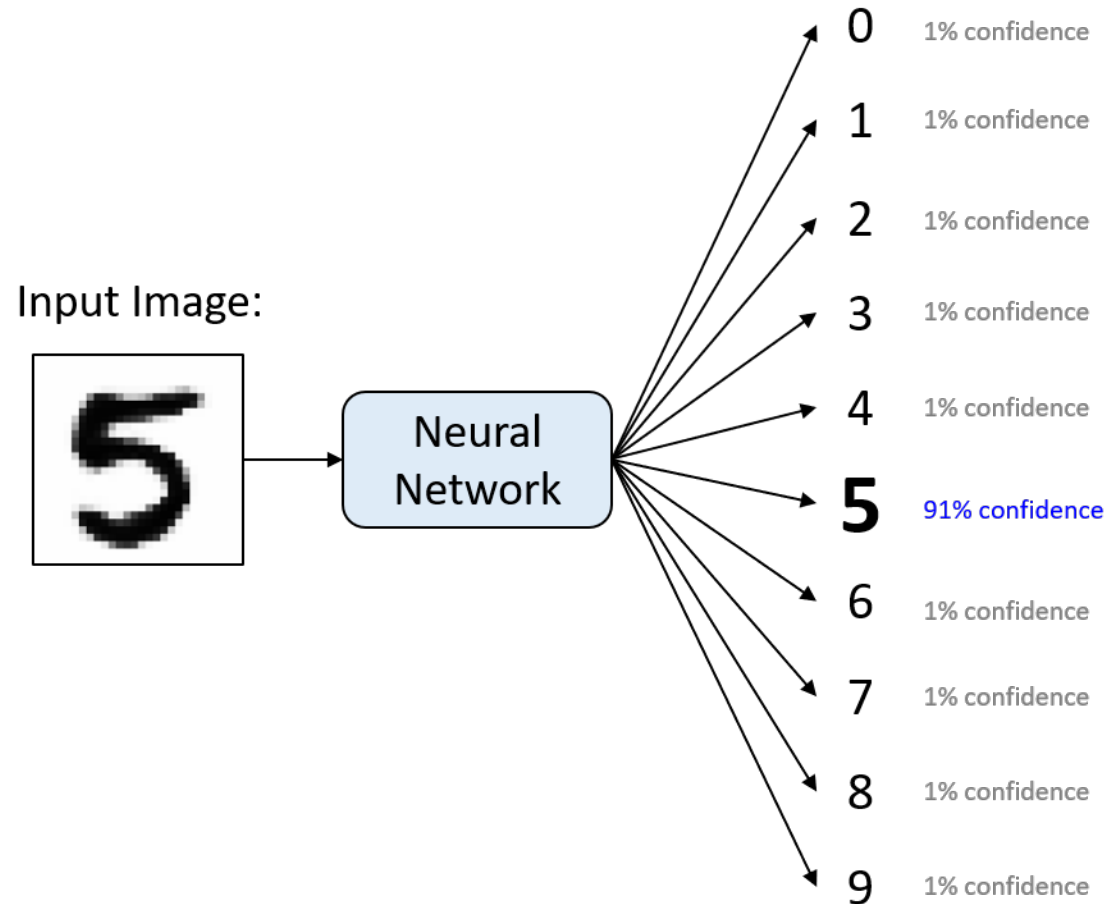 0 1% confidence
1 1% confidence
2 1% confidence
Input Image:
3 1% confidence
5
Neural
Network
4 1% confidence
5 91% confidence
6 1% confidence
7 1% confidence
8 1% confidence
9 1% confidence